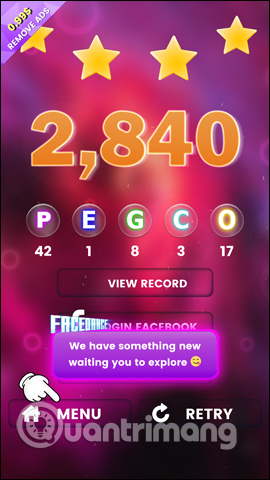 0.99$
REMOVE ADS
2,840
P E G C O
42 1 8 3 17
VIEW RECORD
FACEDANCE
LOGIN FACEBOOK
We have something new
waiting you to explore 😊
MENU RETRY
Quantrimang